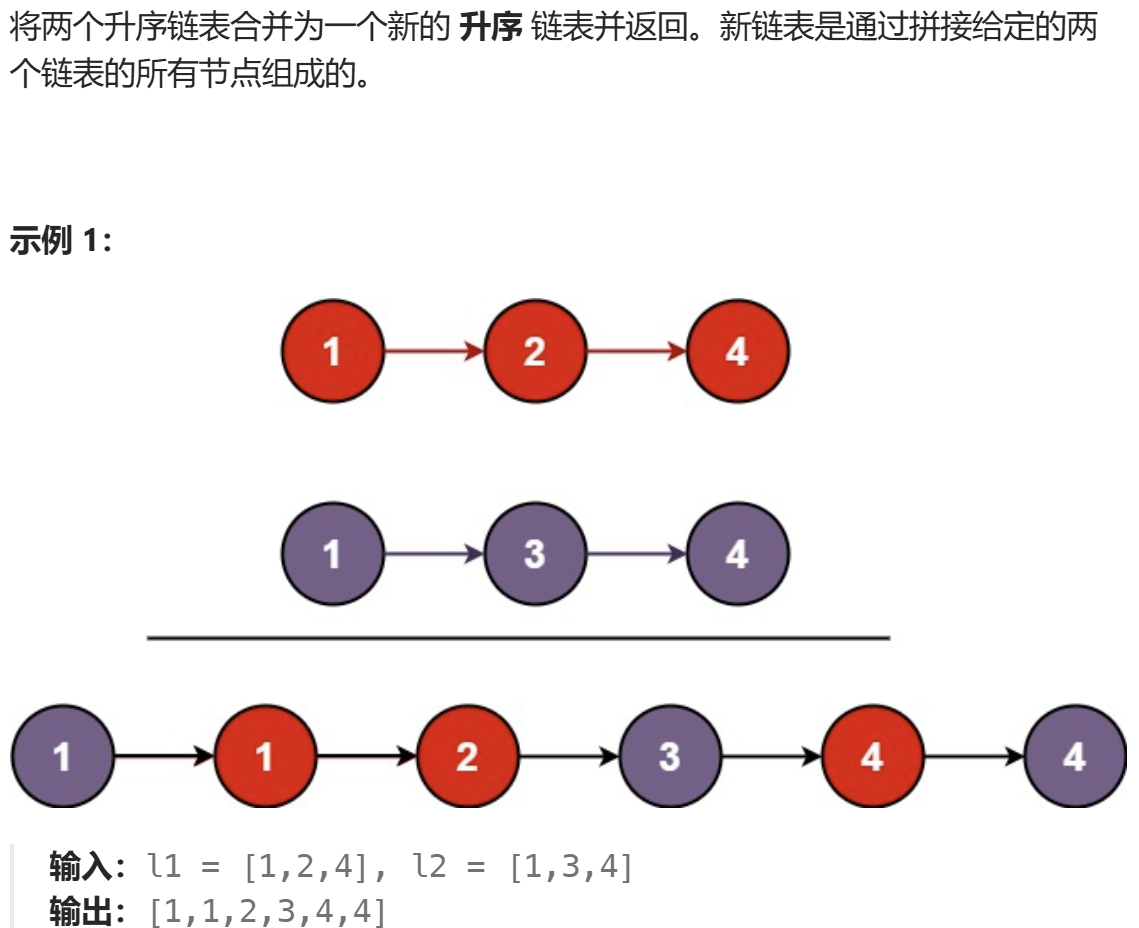 将两个升序链表合并为一个新的 升序 链表并返回。新链表是通过拼接给定的两
个链表的所有节点组成的。
示例 1：
1 2 4
1 3 4
1 1 2 3 4 4
输入：l1 = [1,2,4], l2 = [1,3,4]
输出：[1,1,2,3,4,4]